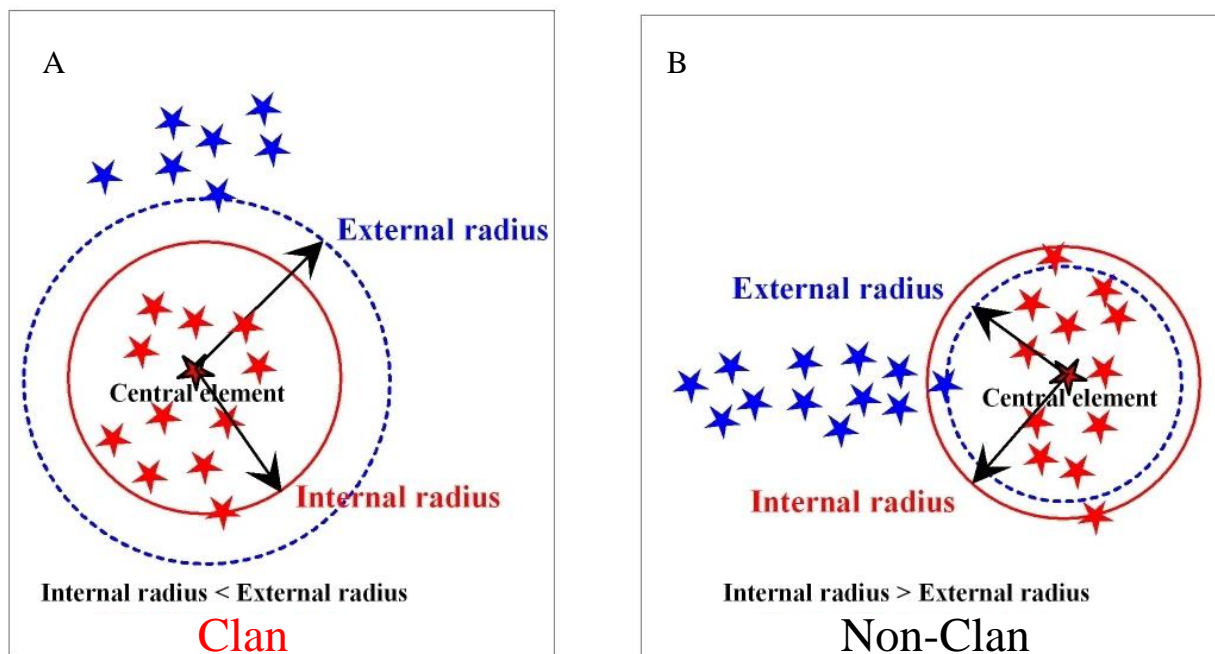 A
External radius
Central element
Internal radius
Internal radius < External radius
Clan
B
External radius
Central element
Internal radius
Internal radius > External radius
Non-Clan